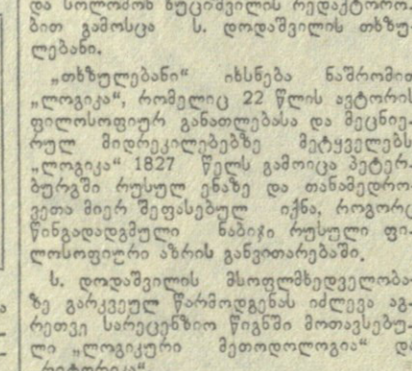 და სოლომონ ხუციშვილის რედაქტორო-
ბით გამოსცა ს. დოდაშვილის თხზუ-
ლებანი.
„თხზულებანი“ იხსნება ნაშრომით
„ლოგიკა“, რომელიც 22 წლის ავტორის
ფილოსოფიურ განათლებასა და მეცნიე-
რულ მიდრეკილებებზე მეტყველებს.
„ლოგიკა“ 1827 წელს გამოიცა პეტერ-
ბურგში რუსულ ენაზე და თანამედრო-
ვეთა მიერ შეფასებულ იქნა, როგორც
წინგადადგმული ნაბიჯი რუსული ფი-
ლოსოფიური აზრის განვითარებაში.
ს. დოდაშვილის მსოფლმხედველობა-
ზე გარკვეულ წარმოდგენას იძლევა აგ-
რეთვე სარეცენზიო წიგნში მოთავსებუ-
ლი „ლოგიკური მეთოდოლოგია“ და
„რიტორიკა“